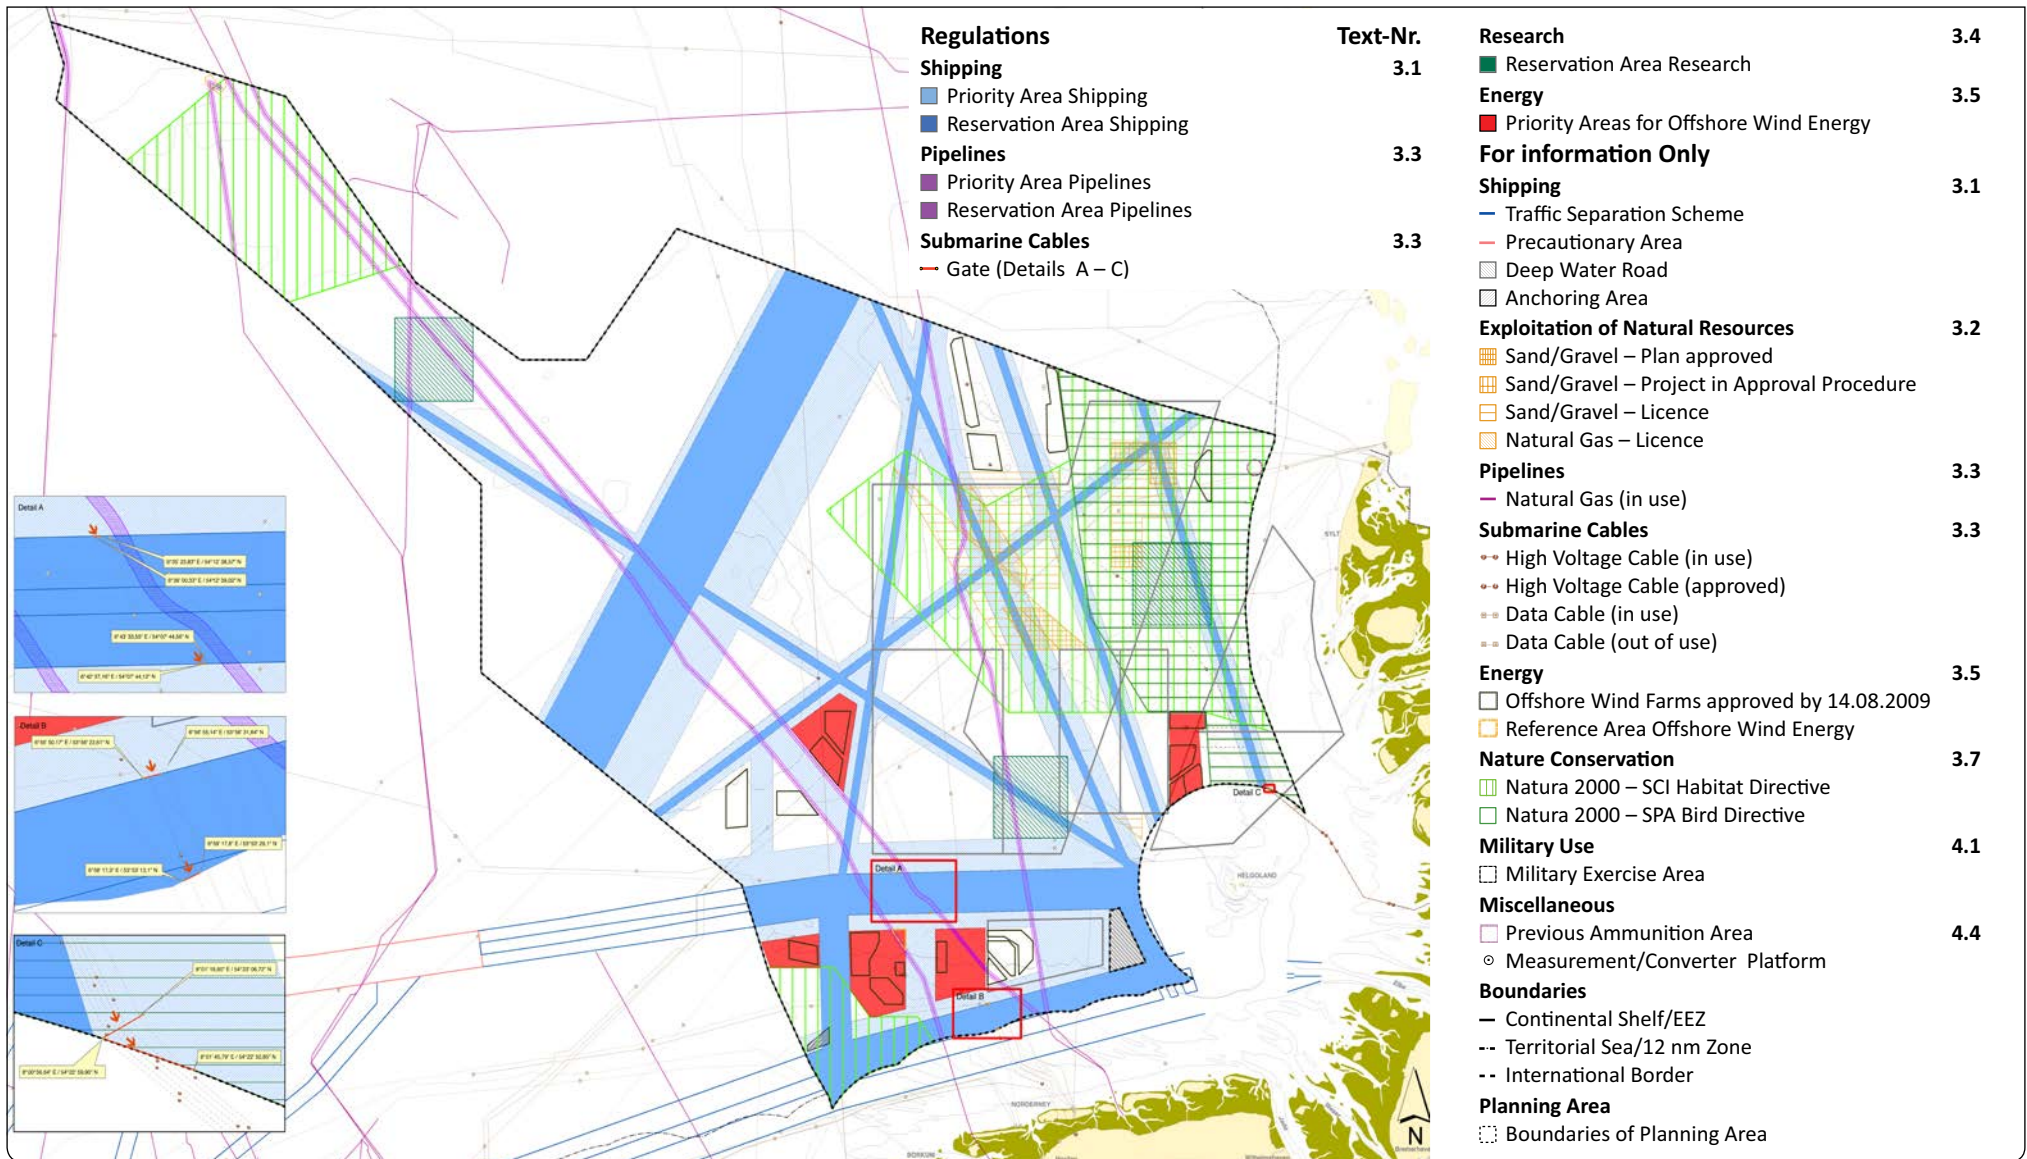 Regulations Text-Nr.
Shipping 3.1
Priority Area Shipping
Reservation Area Shipping
Pipelines 3.3
Priority Area Pipelines
Reservation Area Pipelines
Submarine Cables 3.3
Gate (Details A – C)
Research 3.4
Reservation Area Research
Energy 3.5
Priority Areas for Offshore Wind Energy
For information Only
Shipping 3.1
Traffic Separation Scheme
Precautionary Area
Deep Water Road
Anchoring Area
Exploitation of Natural Resources 3.2
Sand/Gravel – Plan approved
Sand/Gravel – Project in Approval Procedure
Sand/Gravel – Licence
Natural Gas – Licence
Pipelines 3.3
Natural Gas (in use)
Submarine Cables 3.3
High Voltage Cable (in use)
High Voltage Cable (approved)
Data Cable (in use)
Data Cable (out of use)
Energy 3.5
Offshore Wind Farms approved by 14.08.2009
Reference Area Offshore Wind Energy
Nature Conservation 3.7
Natura 2000 – SCI Habitat Directive
Natura 2000 – SPA Bird Directive
Military Use 4.1
Military Exercise Area
Miscellaneous
Previous Ammunition Area 4.4
Measurement/Converter Platform
Boundaries
Continental Shelf/EEZ
Territorial Sea/12 nm Zone
International Border
Planning Area
Boundaries of Planning Area
Detail A
Detail B
Detail C
Detail A
Detail B
Detail C
SYLT
HELGOLAND
NORDERNEY
BORKUM
Elbe
N